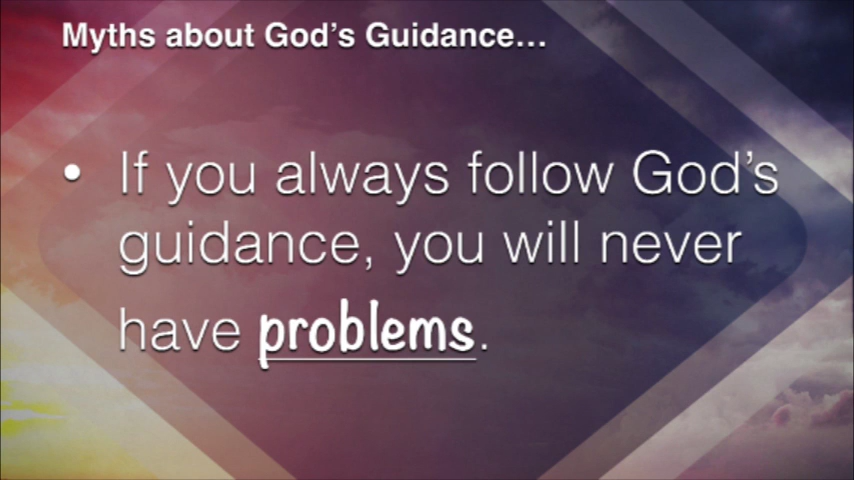 Myths about God's Guidance...
• If you always follow God's
guidance, you will never
have problems.